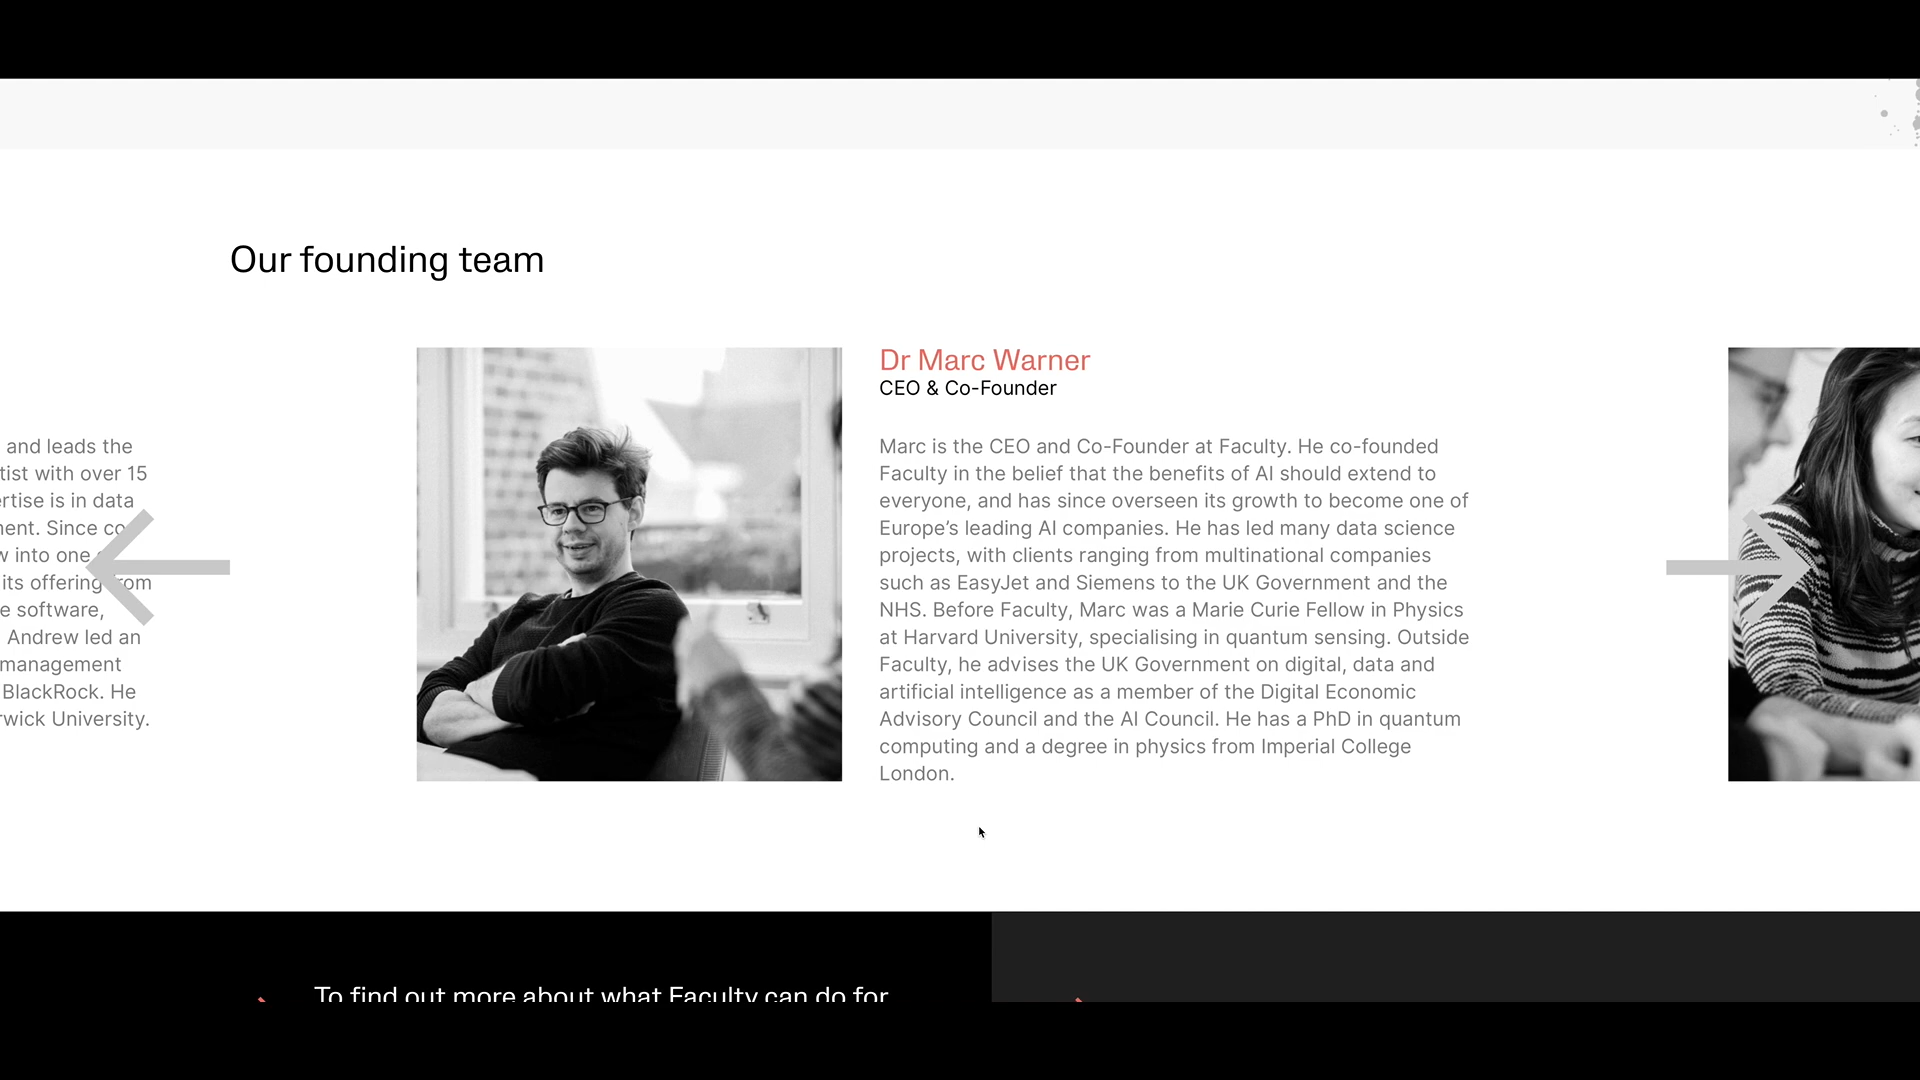 Our founding team
and leads the
with over 15
is in data
Since
into one
its offering
software,
Andrew led an
management
BlackRock. He
University.
Dr Marc Warner
CEO & Co-Founder
Marc is the CEO and Co-Founder at Faculty. He co-founded
Faculty in the belief that the benefits of AI should extend to
everyone, and has since overseen its growth to become one of
Europe’s leading AI companies. He has led many data science
projects, with clients ranging from multinational companies
such as EasyJet and Siemens to the UK Government and the
NHS. Before Faculty, Marc was a Marie Curie Fellow in Physics
at Harvard University, specialising in quantum sensing. Outside
Faculty, he advises the UK Government on digital, data and
artificial intelligence as a member of the Digital Economic
Advisory Council and the AI Council. He has a PhD in quantum
computing and a degree in physics from Imperial College
London.
To find out more about what Faculty can do for